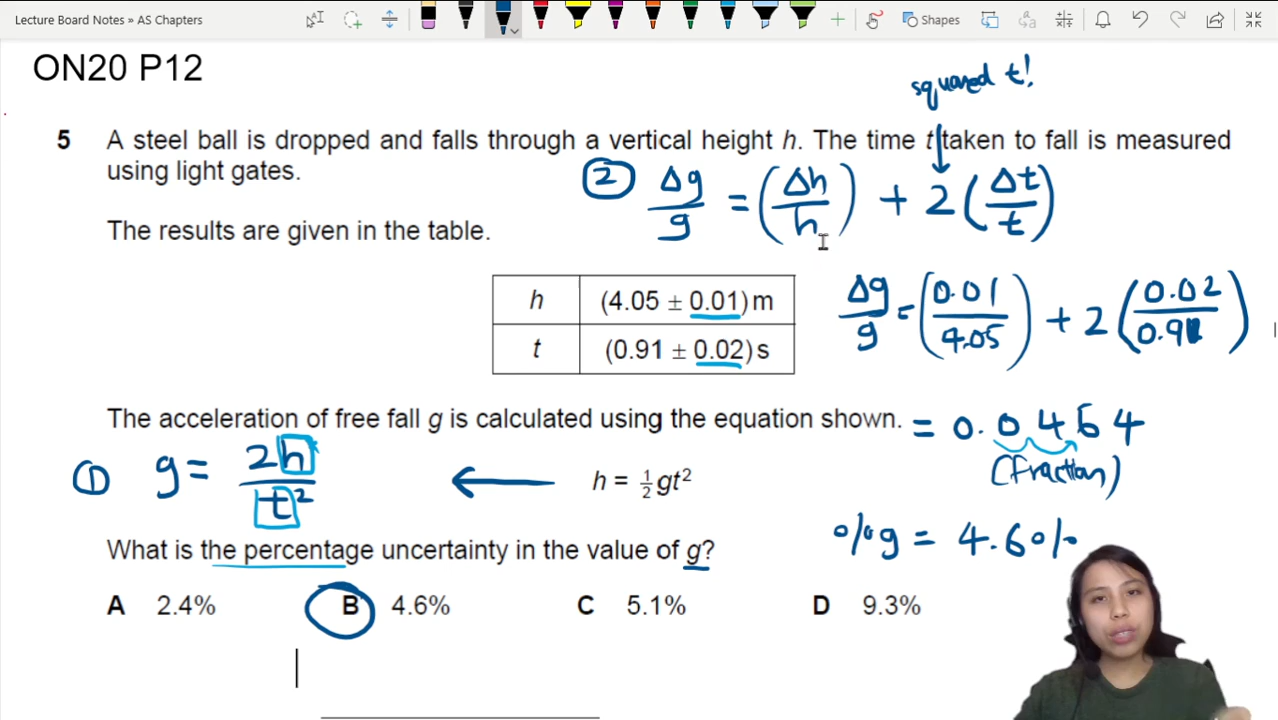 Lecture Board Notes » AS Chapters
Shapes
ON20 P12
squared t!
5 A steel ball is dropped and falls through a vertical height h. The time t taken to fall is measured
using light gates.
② Δg/g = (Δh/h) + 2(Δt/t)
The results are given in the table.
h (4.05 ± 0.01) m
t (0.91 ± 0.02) s
Δg/g = (0.01/4.05) + 2(0.02/0.91)
The acceleration of free fall g is calculated using the equation shown.
= 0.0464
(fraction)
① g = 2h/t²
h = ½gt²
%g = 4.6%
What is the percentage uncertainty in the value of g?
A 2.4% B 4.6% C 5.1% D 9.3%